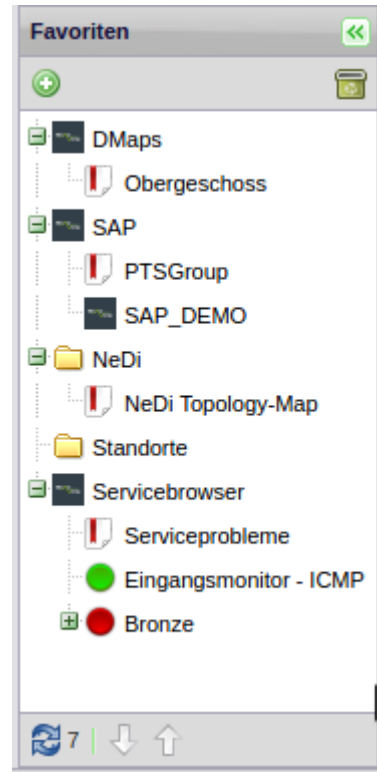 Favoriten
DMaps
Obergeschoss
SAP
PTSGroup
SAP_DEMO
NeDi
NeDi Topology-Map
Standorte
Servicebrowser
Serviceprobleme
Eingangsmonitor - ICMP
Bronze
7